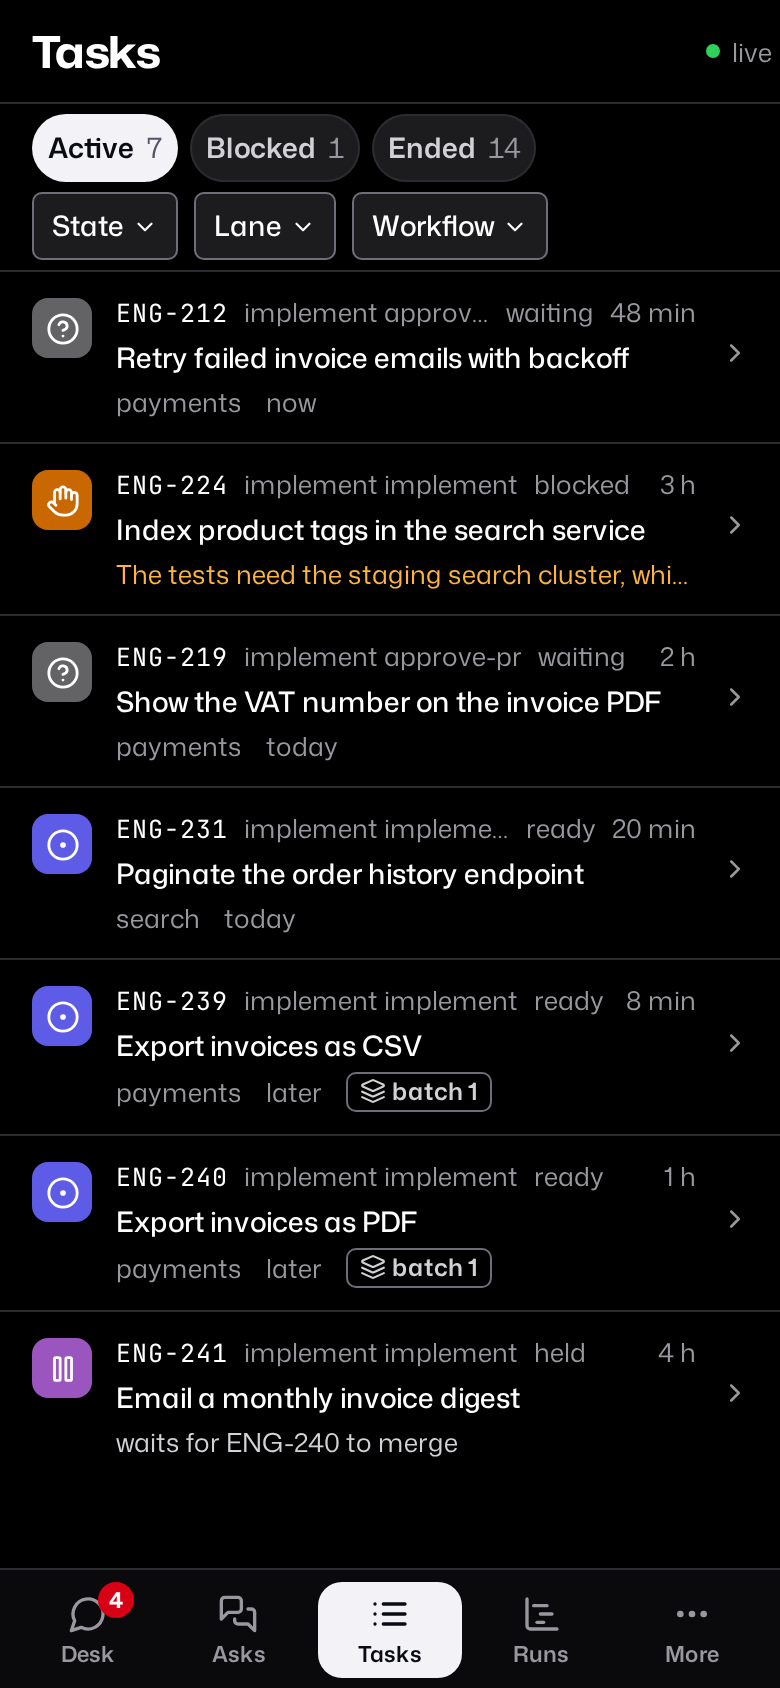 Tasks
live
Active 7
Blocked 1
Ended 14
State
Lane
Workflow
ENG-212 implement approv... waiting 48 min
Retry failed invoice emails with backoff
payments now
ENG-224 implement implement blocked 3 h
Index product tags in the search service
The tests need the staging search cluster, whi...
ENG-219 implement approve-pr waiting 2 h
Show the VAT number on the invoice PDF
payments today
ENG-231 implement impleme... ready 20 min
Paginate the order history endpoint
search today
ENG-239 implement implement ready 8 min
Export invoices as CSV
payments later batch 1
ENG-240 implement implement ready 1 h
Export invoices as PDF
payments later batch 1
ENG-241 implement implement held 4 h
Email a monthly invoice digest
waits for ENG-240 to merge
4
Desk
Asks
Tasks
Runs
More